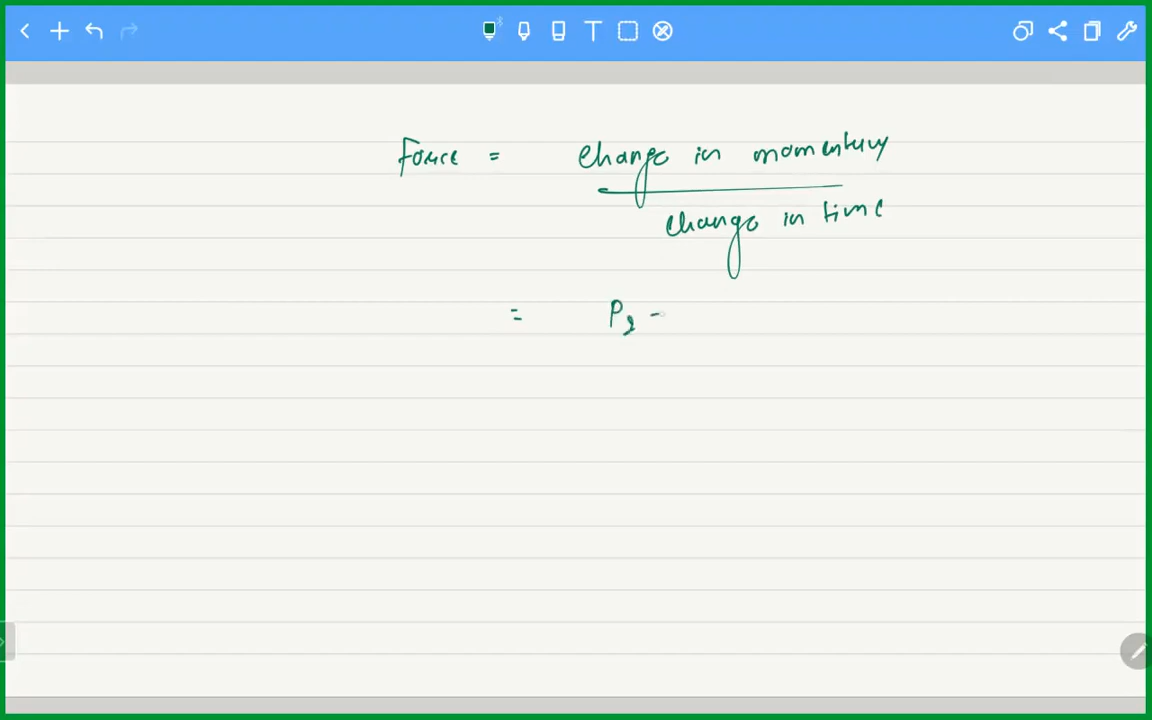 Force = change in momentum
change in time
= P₂ -